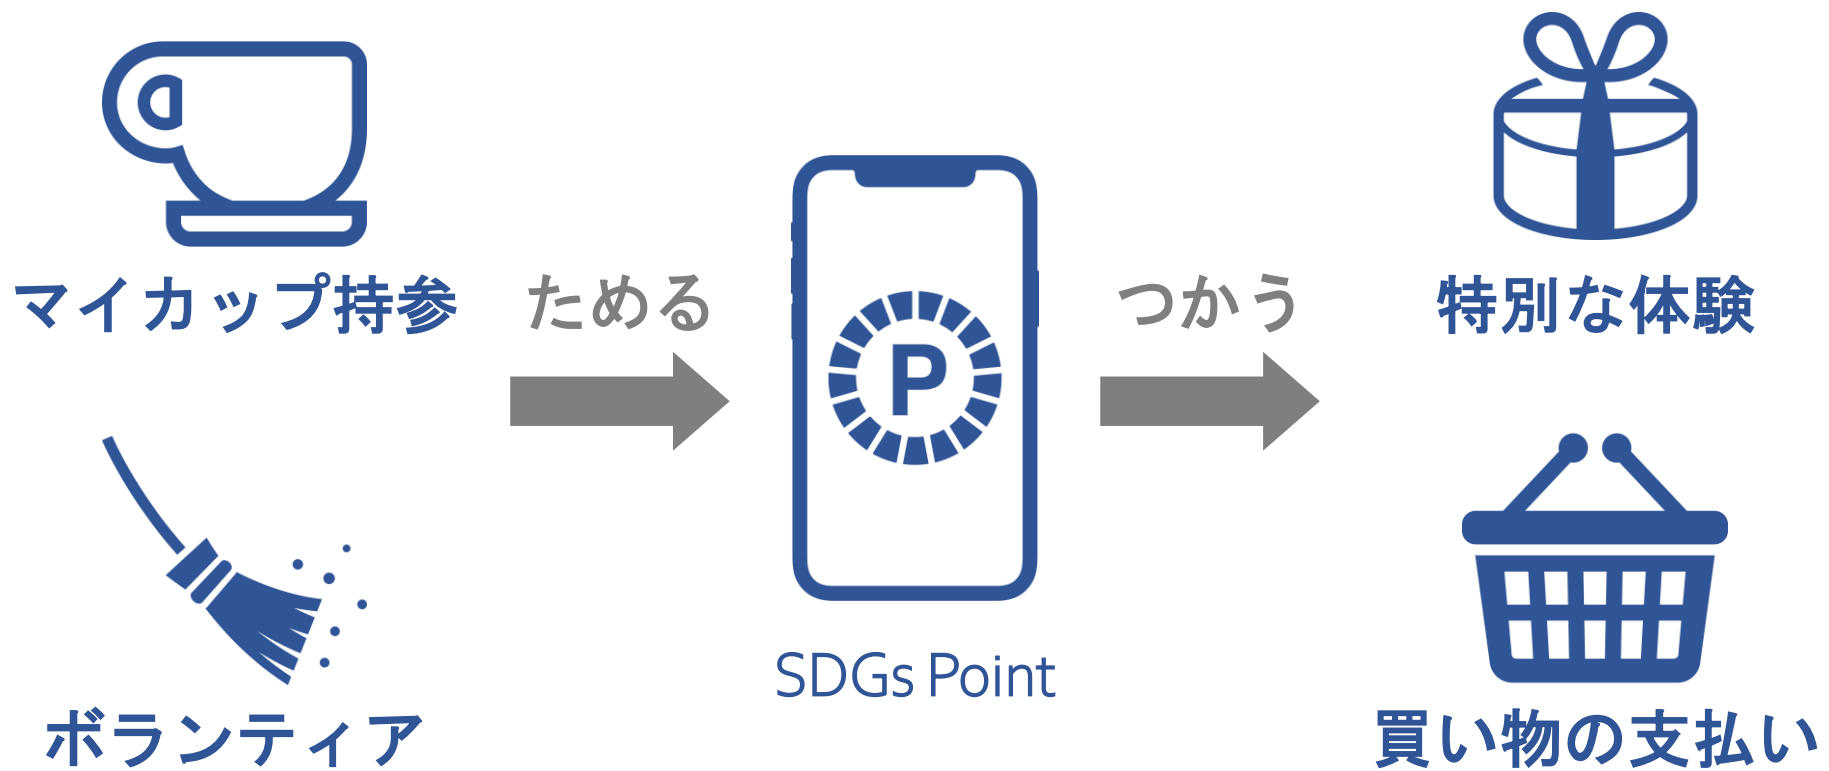 マイカップ持参
ボランティア
ためる
P
SDGs Point
つかう
特別な体験
買い物の支払い